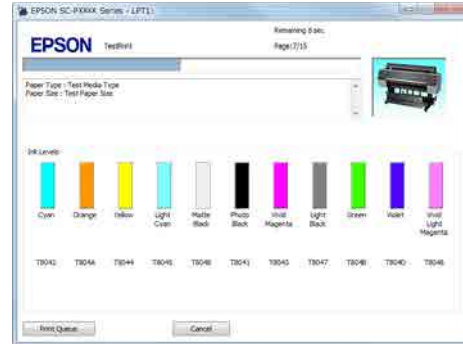 EPSON SC-PXXXX Series - LPT1:
EPSON
TestPrint
Remaining 8 sec.
Page:7/15
Paper Type : Test Media Type
Paper Size : Test Paper Size
Ink Levels
Cyan Orange Yellow Light Cyan Matte Black Photo Black Vivid Magenta Light Black Green Violet Vivid Light Magenta
T8042 T804A T8044 T8045 T8048 T8041 T8043 T8047 T804B T804D T8046
Print Queue
Cancel